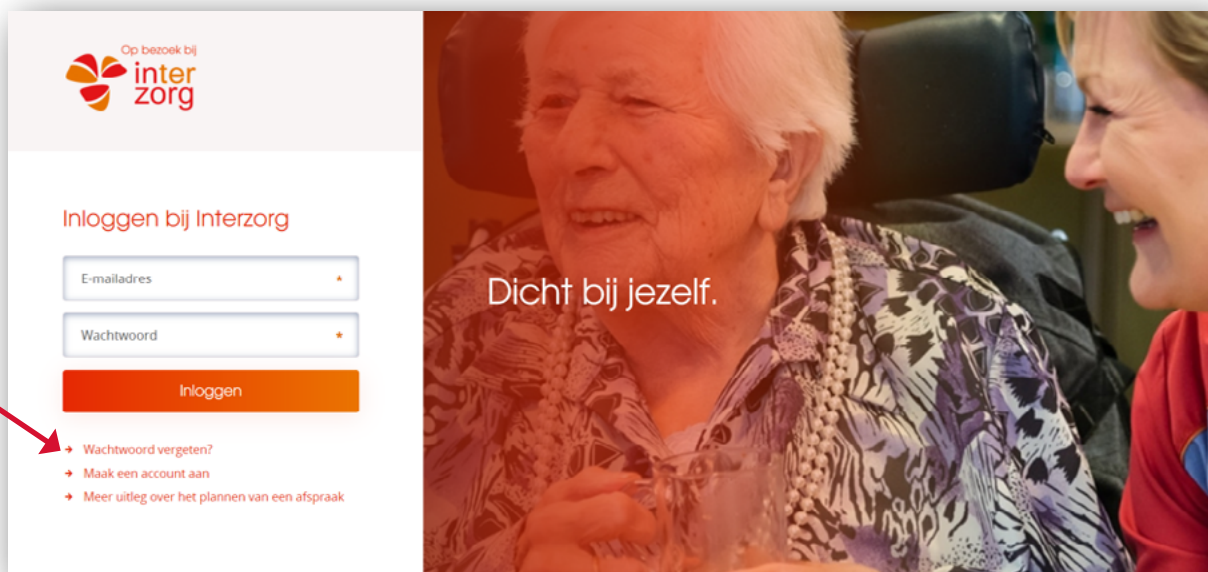 Op bezoek bij
inter
zorg
Inloggen bij Interzorg
E-mailadres *
Wachtwoord *
Inloggen
Wachtwoord vergeten?
Maak een account aan
Meer uitleg over het plannen van een afspraak
Dicht bij jezelf.